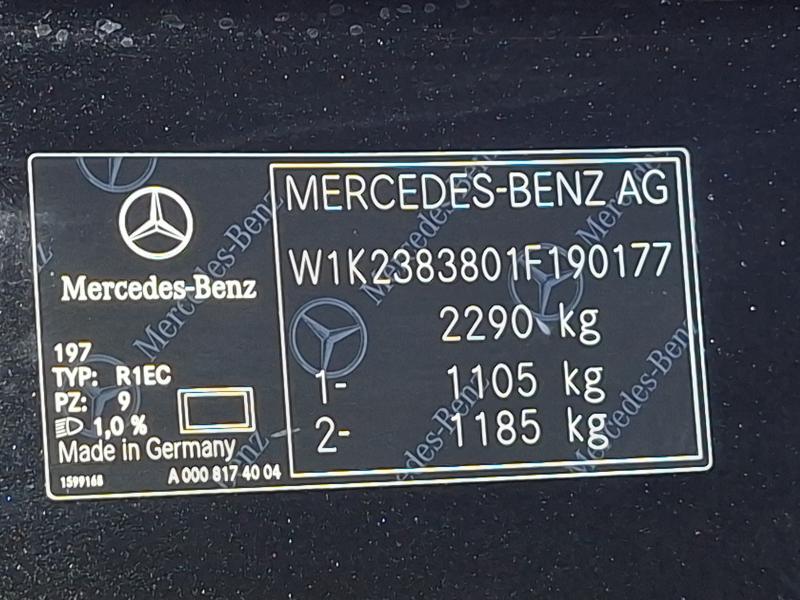 Mercedes-Benz
197
TYP: R1EC
PZ: 9
1,0 %
Made in Germany
1599168
A 000 817 40 04
MERCEDES-BENZ AG
W1K2383801F190177
2290 kg
1- 1105 kg
2- 1185 kg